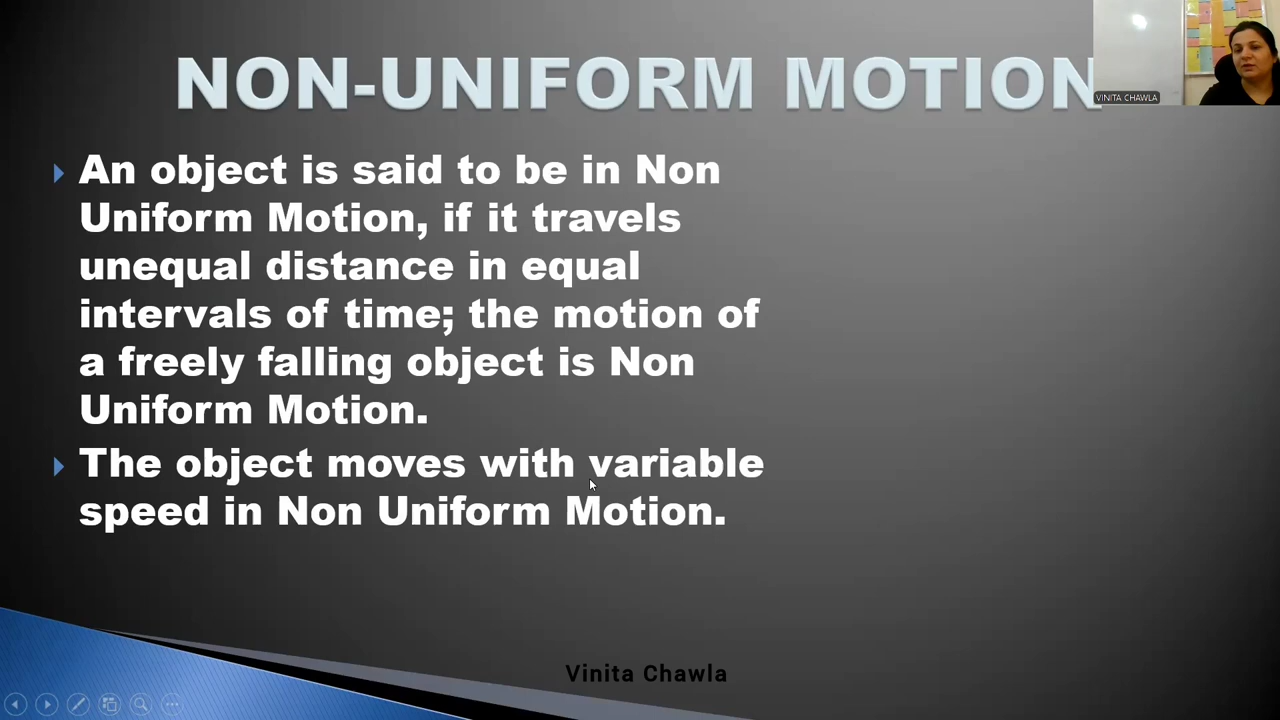 NON-UNIFORM MOTION
VINITA CHAWLA
An object is said to be in Non
Uniform Motion, if it travels
unequal distance in equal
intervals of time; the motion of
a freely falling object is Non
Uniform Motion.
The object moves with variable
speed in Non Uniform Motion.
Vinita Chawla